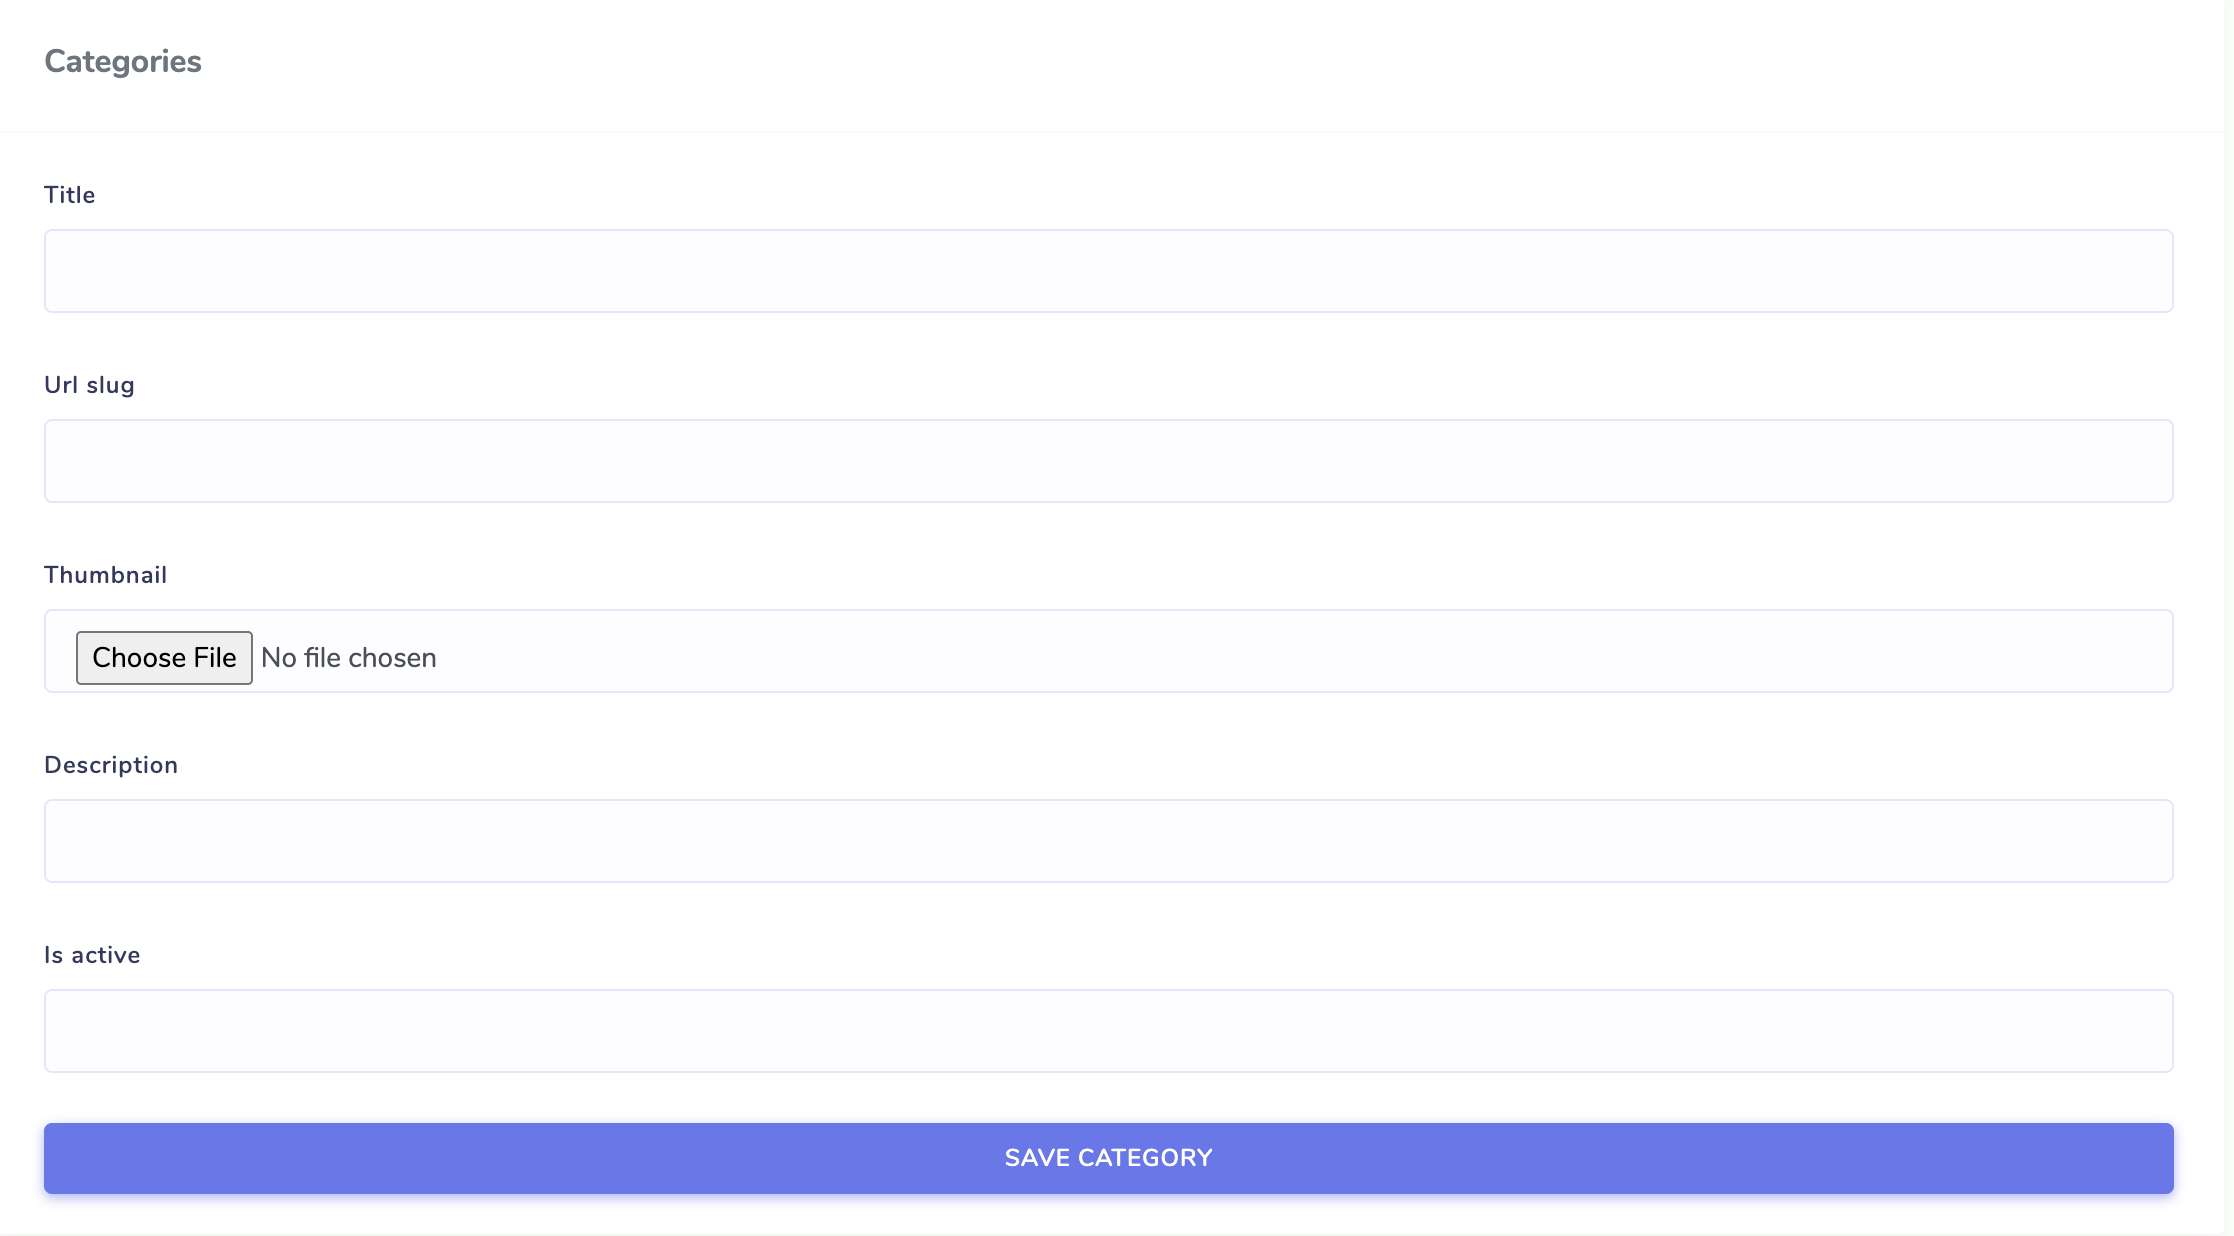 Categories
Title
Url slug
Thumbnail
Choose File No file chosen
Description
Is active
SAVE CATEGORY